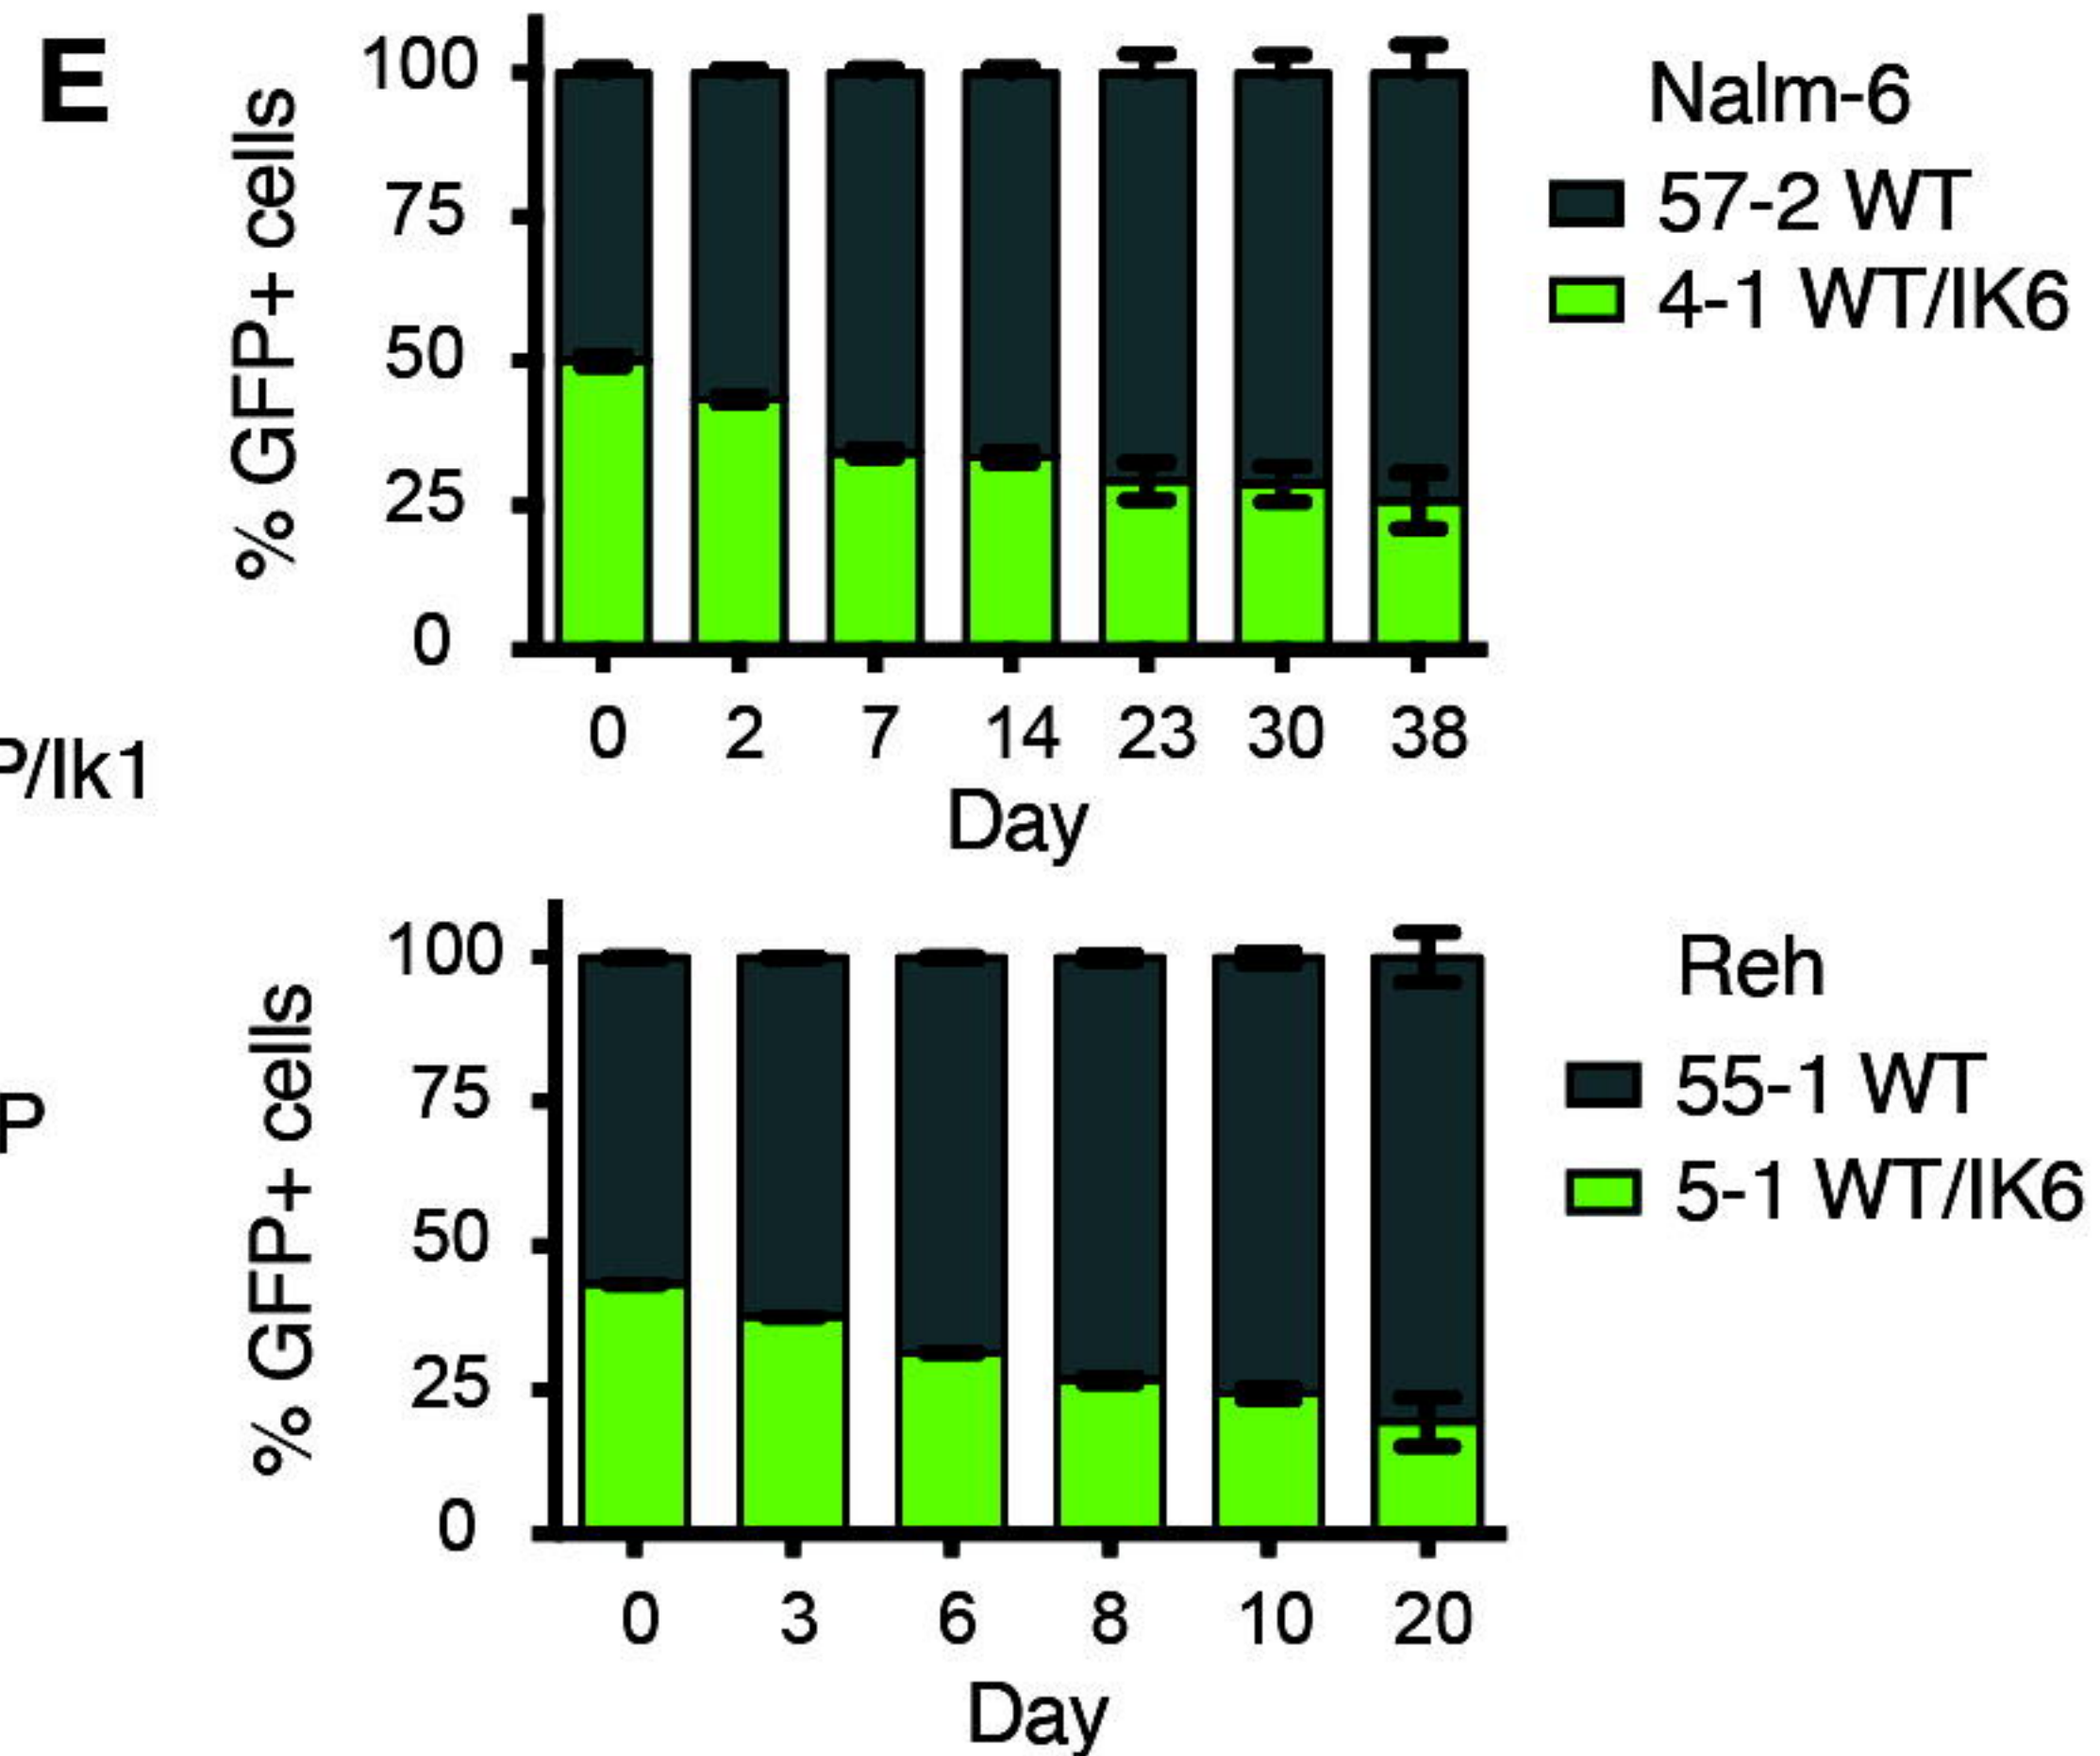 E
% GFP+ cells
100
75
50
25
0
0 2 7 14 23 30 38
Day
Nalm-6
57-2 WT
4-1 WT/IK6
P/Ik1
P
% GFP+ cells
100
75
50
25
0
0 3 6 8 10 20
Day
Reh
55-1 WT
5-1 WT/IK6